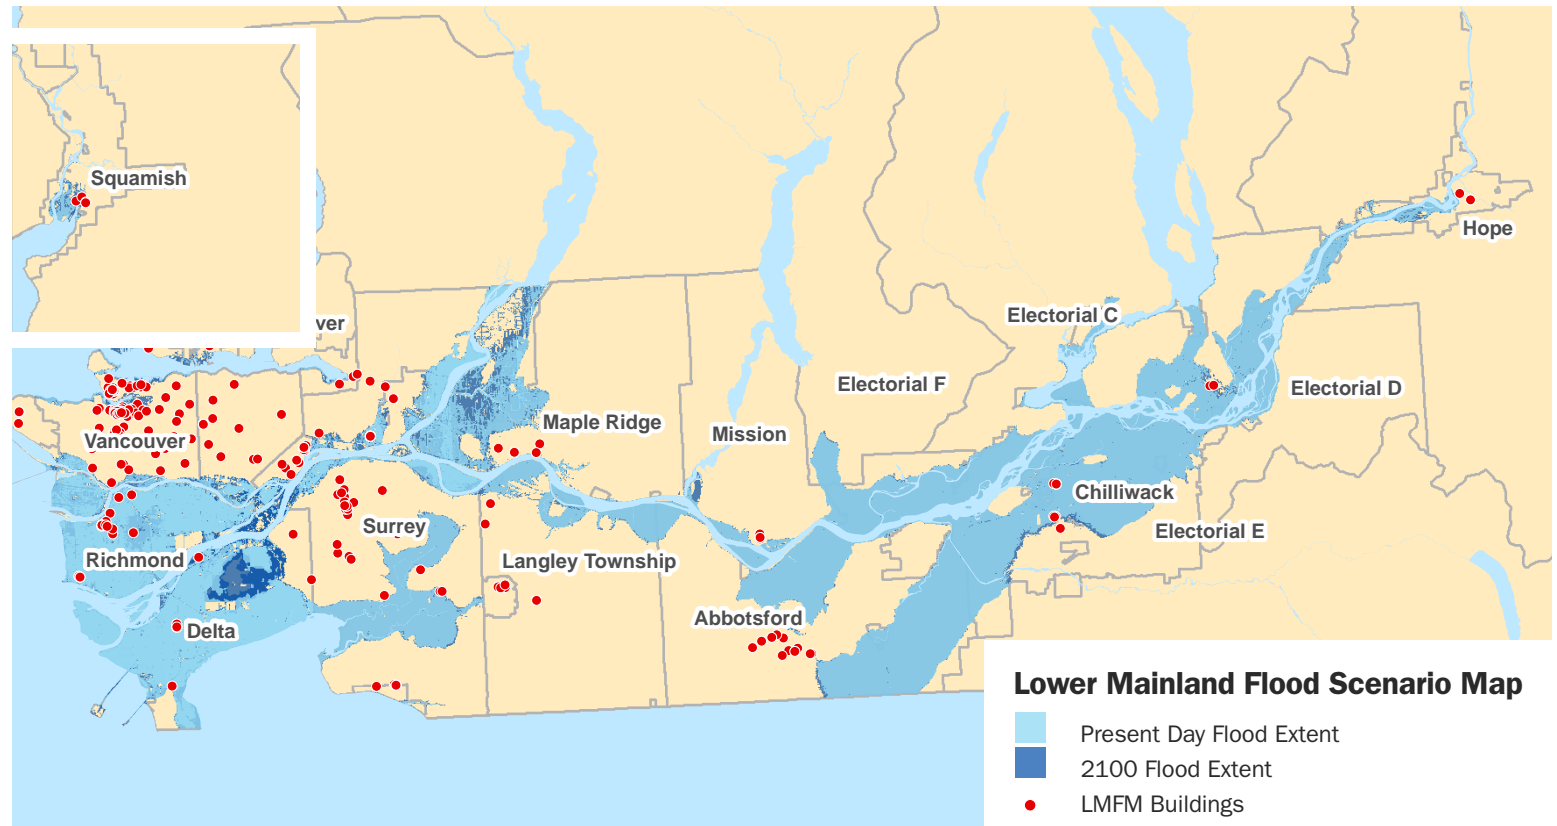 Squamish
Hope
ver
Electorial C
Electorial F
Electorial D
Maple Ridge
Mission
Vancouver
Chilliwack
Surrey
Electorial E
Richmond
Langley Township
Abbotsford
Delta
Lower Mainland Flood Scenario Map
Present Day Flood Extent
2100 Flood Extent
LMFM Buildings